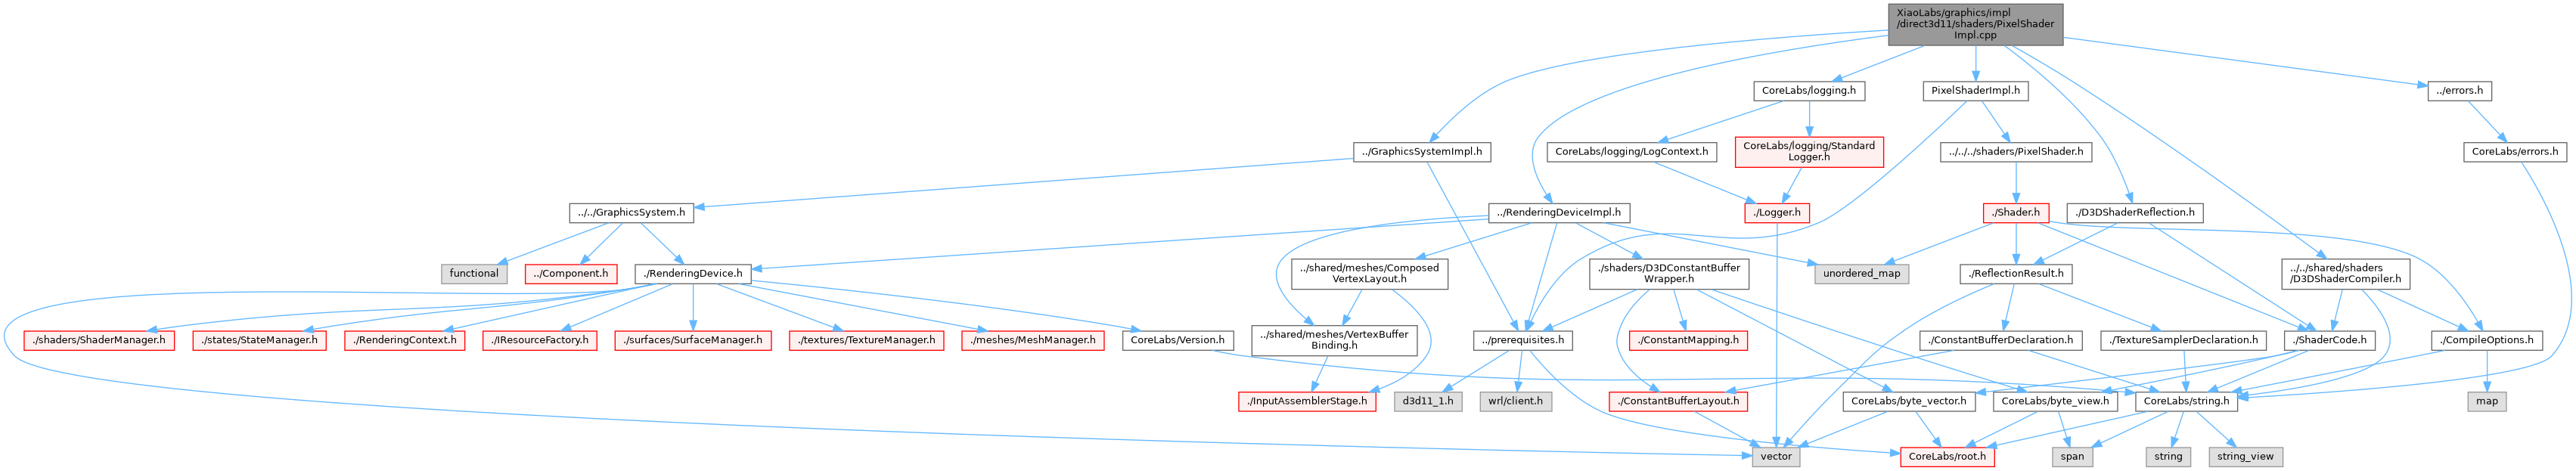 XiaoLabs/graphics/impl
/direct3d11/shaders/PixelShader
Impl.cpp
CoreLabs/logging.h
PixelShaderImpl.h
../errors.h
../GraphicsSystemImpl.h
CoreLabs/logging/LogContext.h
CoreLabs/logging/Standard
Logger.h
../../../shaders/PixelShader.h
CoreLabs/errors.h
../../GraphicsSystem.h
../RenderingDeviceImpl.h
./Logger.h
./Shader.h
./D3DShaderReflection.h
functional
../Component.h
./RenderingDevice.h
../shared/meshes/Composed
VertexLayout.h
./shaders/D3DConstantBuffer
Wrapper.h
unordered_map
./ReflectionResult.h
../../shared/shaders
/D3DShaderCompiler.h
./shaders/ShaderManager.h
./states/StateManager.h
./RenderingContext.h
./IResourceFactory.h
./surfaces/SurfaceManager.h
./textures/TextureManager.h
./meshes/MeshManager.h
CoreLabs/Version.h
../shared/meshes/VertexBuffer
Binding.h
../prerequisites.h
./ConstantMapping.h
./ConstantBufferDeclaration.h
./TextureSamplerDeclaration.h
./ShaderCode.h
./CompileOptions.h
./InputAssemblerStage.h
d3d11_1.h
wrl/client.h
./ConstantBufferLayout.h
CoreLabs/byte_vector.h
CoreLabs/byte_view.h
CoreLabs/string.h
map
vector
CoreLabs/root.h
span
string
string_view